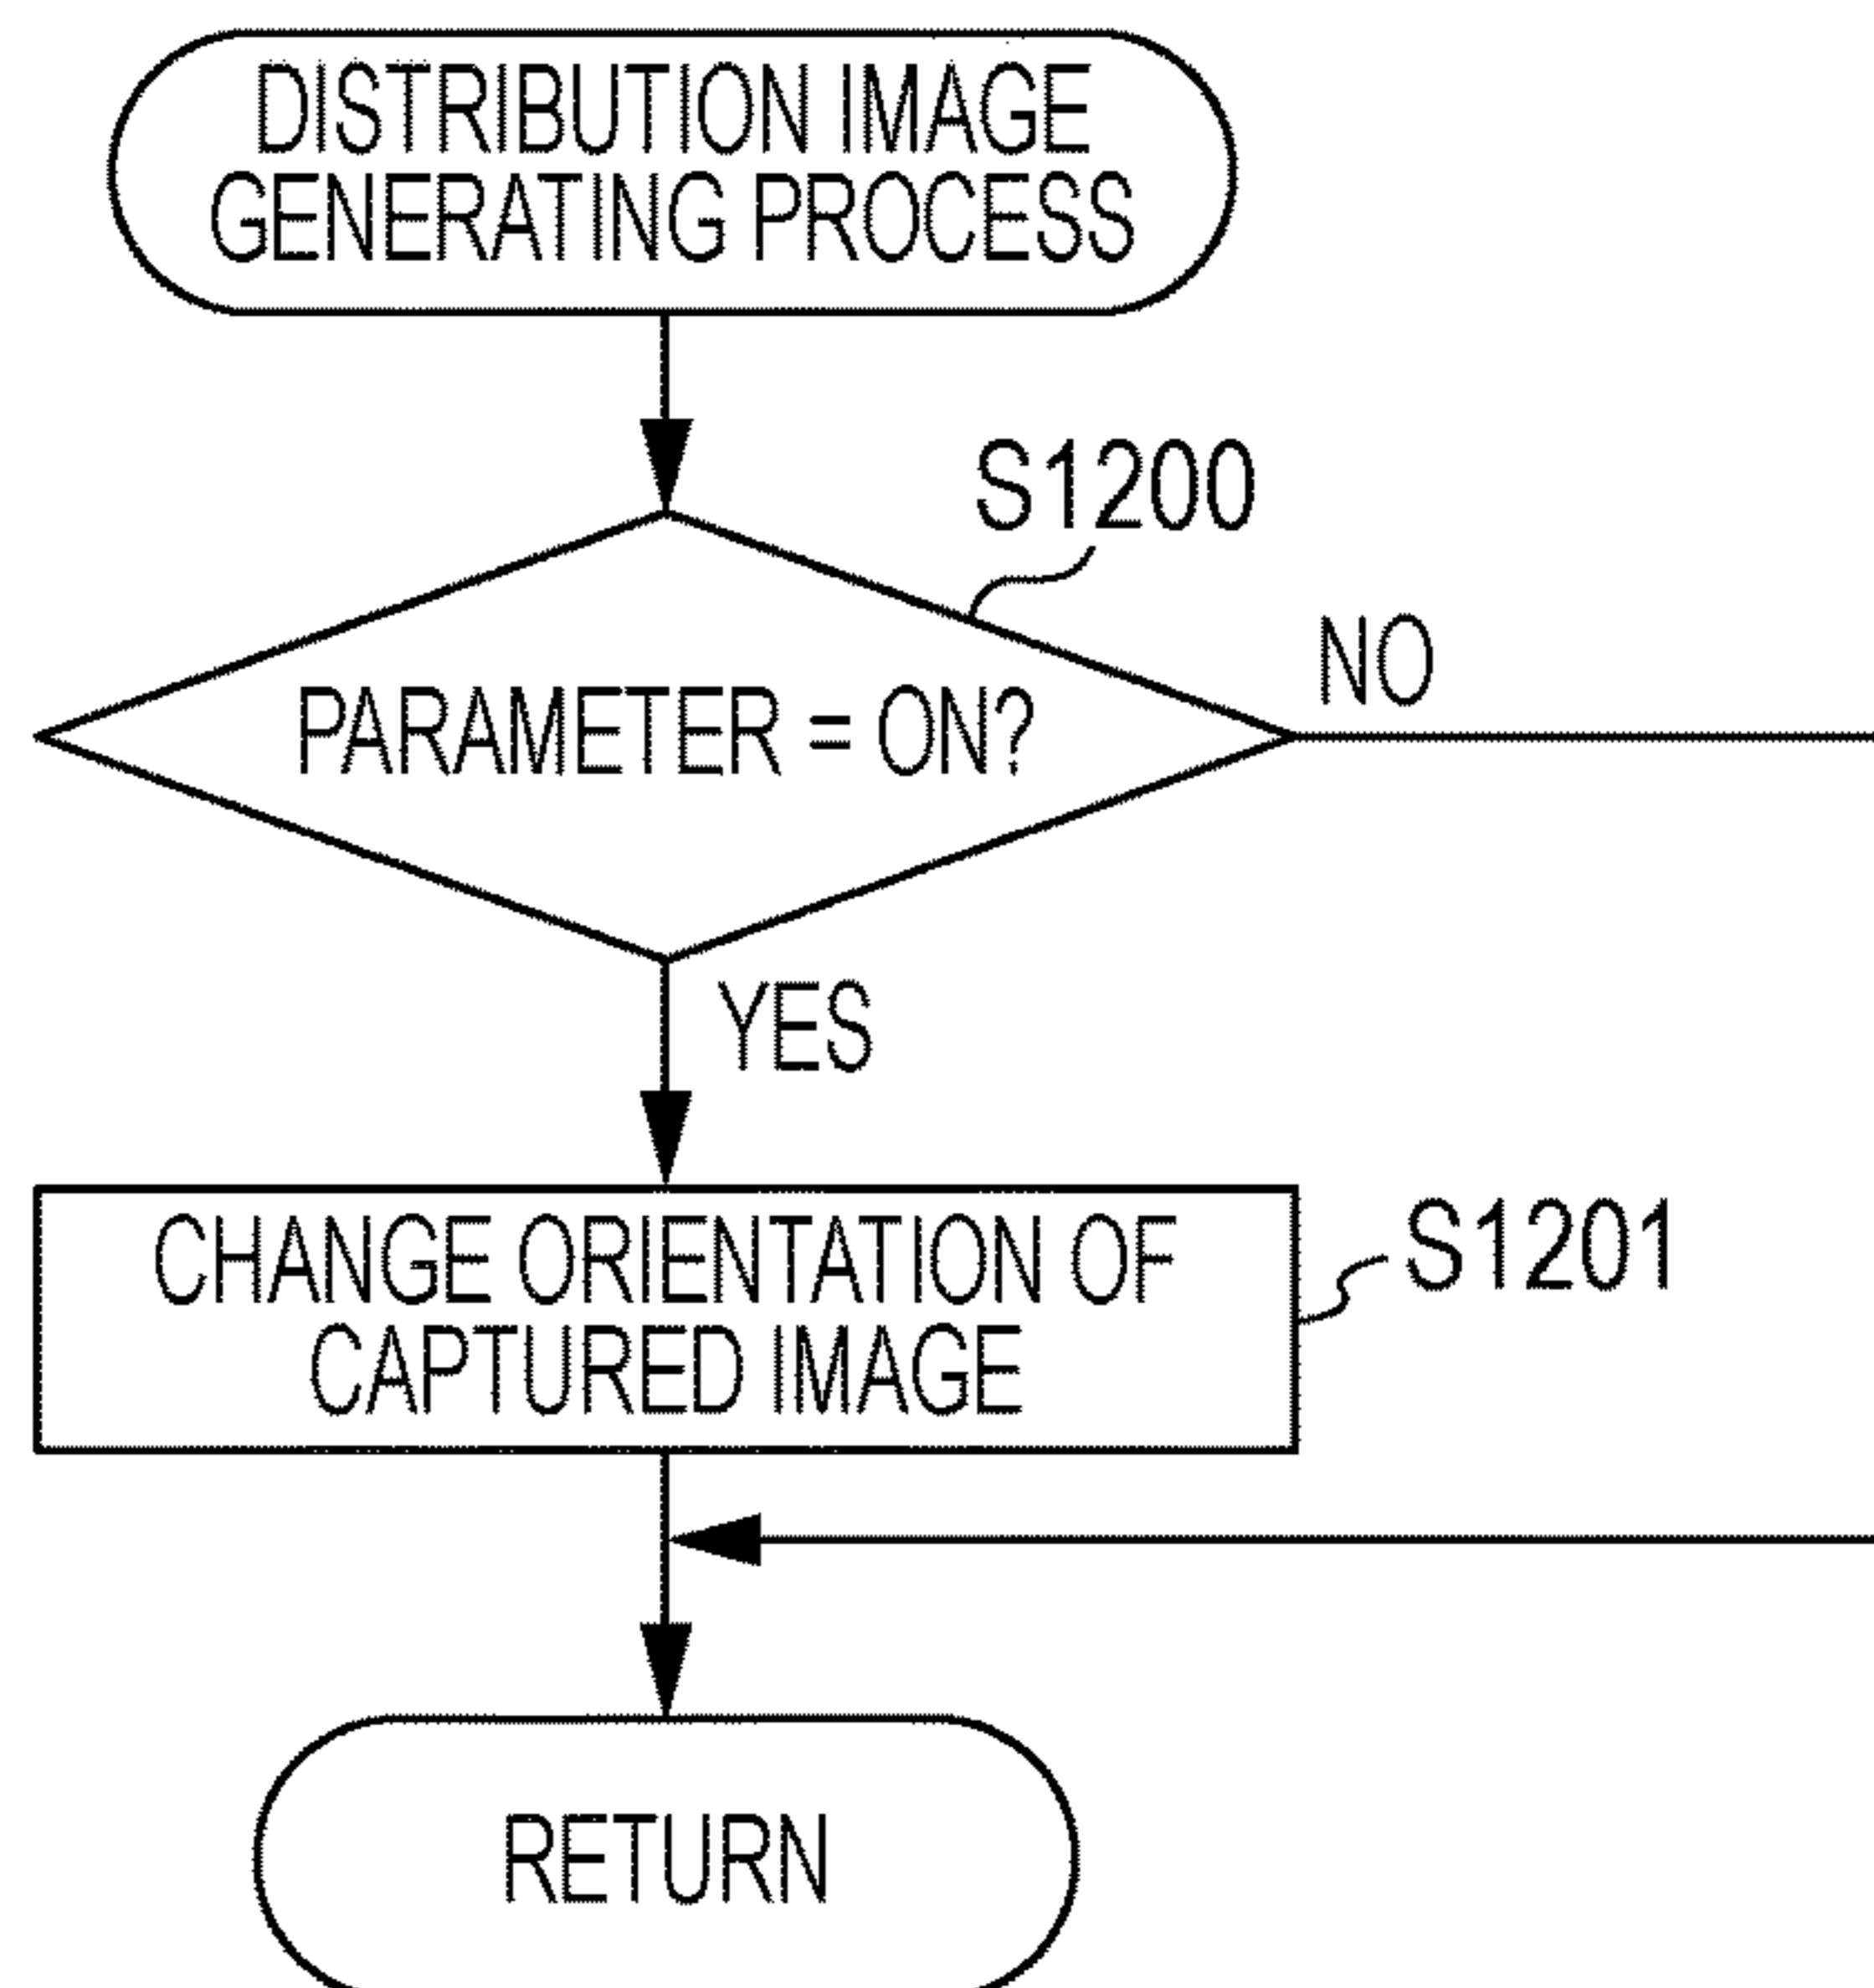 DISTRIBUTION IMAGE
GENERATING PROCESS
S1200
NO
PARAMETER = ON?
YES
CHANGE ORIENTATION OF
CAPTURED IMAGE
S1201
RETURN